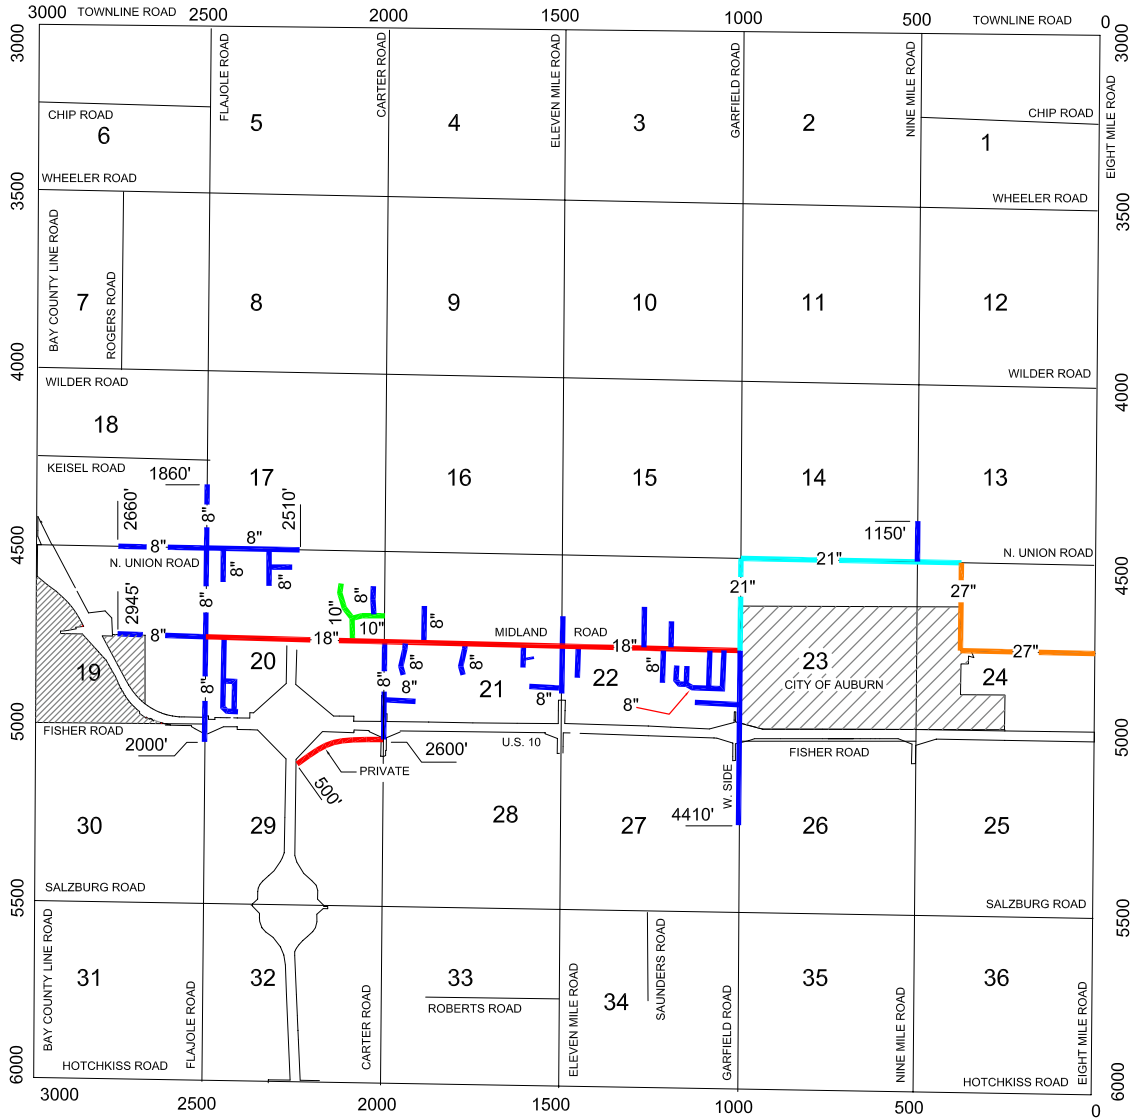 3000
TOWNLINE ROAD
2500
2000
1500
1000
500
TOWNLINE ROAD
0
3000
3000
FLAJOLE ROAD
CARTER ROAD
ELEVEN MILE ROAD
GARFIELD ROAD
NINE MILE ROAD
EIGHT MILE ROAD
CHIP ROAD
6
5
4
3
2
1
CHIP ROAD
WHEELER ROAD
WHEELER ROAD
3500
3500
BAY COUNTY LINE ROAD
ROGERS ROAD
7
8
9
10
11
12
4000
4000
WILDER ROAD
WILDER ROAD
18
KEISEL ROAD
1860'
17
16
15
14
13
2660'
8"
2510'
8"
8"
1150'
4500
4500
N. UNION ROAD
N. UNION ROAD
8"
8"
21"
21"
27"
2945'
8"
8"
10"
8"
10"
8"
18"
MIDLAND
ROAD
18"
27"
19
20
21
22
23
24
CITY OF AUBURN
8"
8"
8"
8"
8"
8"
8"
8"
5000
5000
FISHER ROAD
2000'
2600'
U.S. 10
FISHER ROAD
PRIVATE
500'
W. SIDE
4410'
30
29
28
27
26
25
SALZBURG ROAD
SALZBURG ROAD
5500
5500
BAY COUNTY LINE ROAD
FLAJOLE ROAD
CARTER ROAD
ELEVEN MILE ROAD
SAUNDERS ROAD
GARFIELD ROAD
NINE MILE ROAD
EIGHT MILE ROAD
31
32
33
34
35
36
ROBERTS ROAD
HOTCHKISS ROAD
HOTCHKISS ROAD
6000
6000
3000
2500
2000
1500
1000
500
0